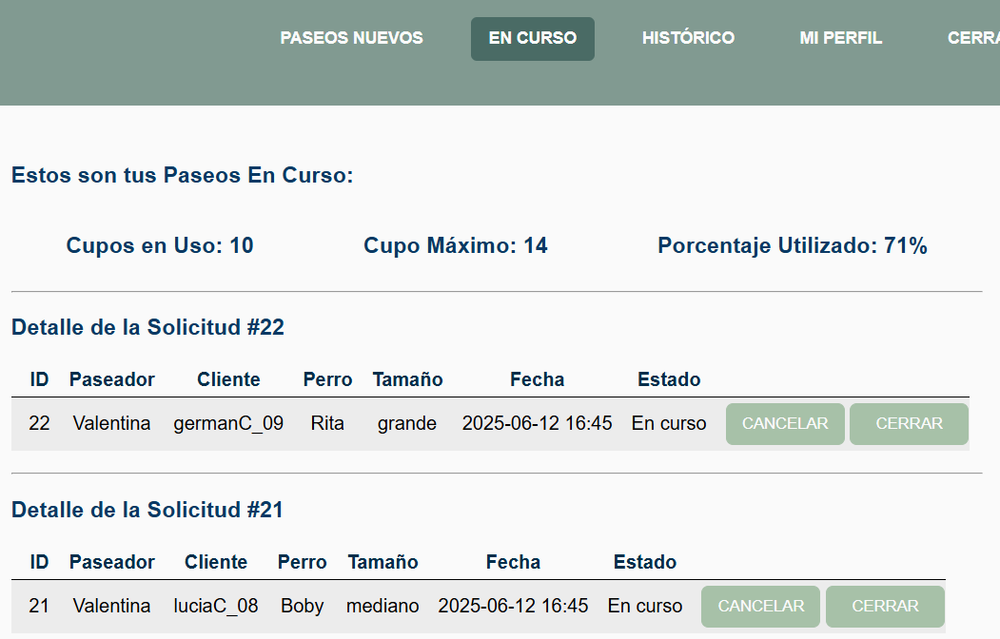 PASEOS NUEVOS EN CURSO HISTÓRICO MI PERFIL CERRA
Estos son tus Paseos En Curso:
Cupos en Uso: 10 Cupo Máximo: 14 Porcentaje Utilizado: 71%
Detalle de la Solicitud #22
ID Paseador Cliente Perro Tamaño Fecha Estado
22 Valentina germanC_09 Rita grande 2025-06-12 16:45 En curso CANCELAR CERRAR
Detalle de la Solicitud #21
ID Paseador Cliente Perro Tamaño Fecha Estado
21 Valentina luciaC_08 Boby mediano 2025-06-12 16:45 En curso CANCELAR CERRAR